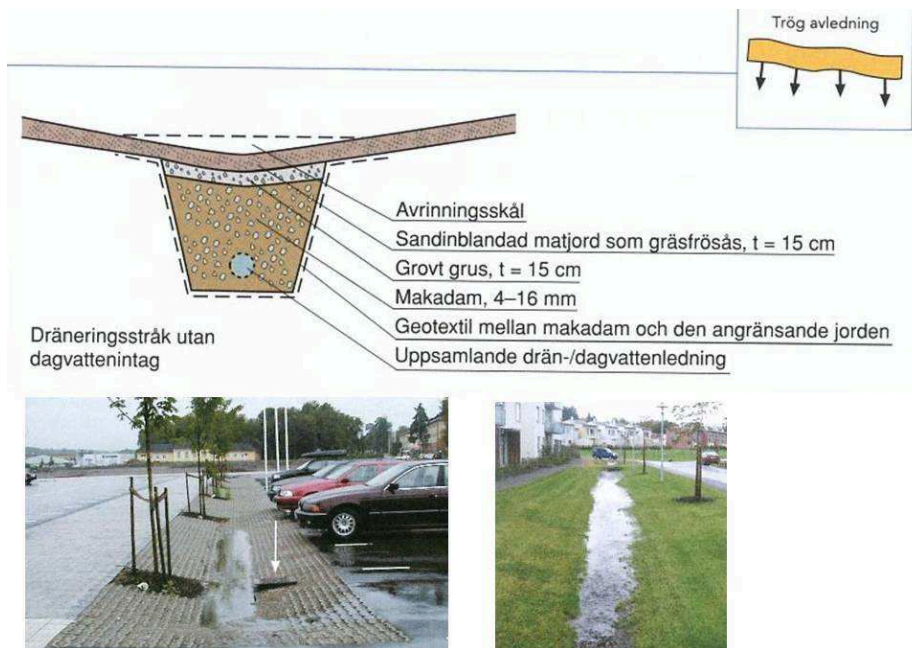 Trög avledning
Avrinningsskål
Sandinblandad matjord som gräsfrösås, t = 15 cm
Grovt grus, t = 15 cm
Makadam, 4–16 mm
Geotextil mellan makadam och den angränsande jorden
Uppsamlande drän-/dagvattenledning
Dräneringsstråk utan
dagvattenintag